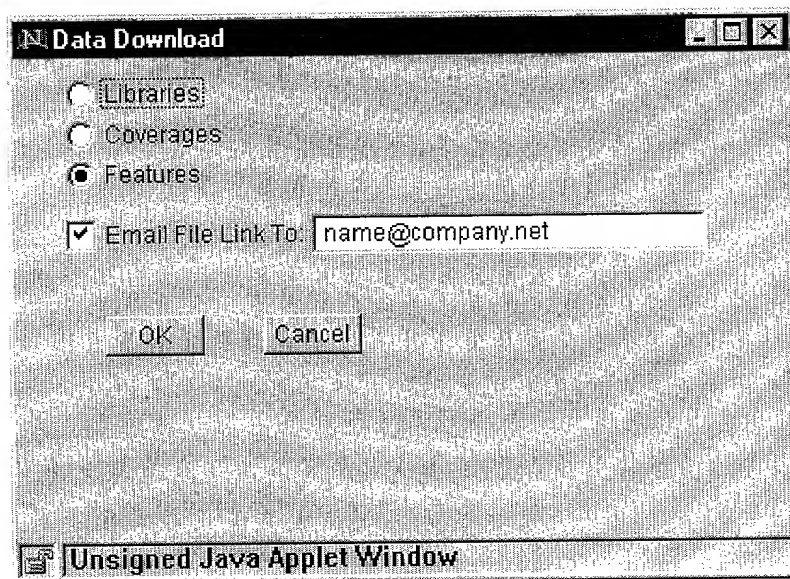 N Data Download
Libraries
Coverages
Features
Email File Link To: name@company.net
OK Cancel
Unsigned Java Applet Window